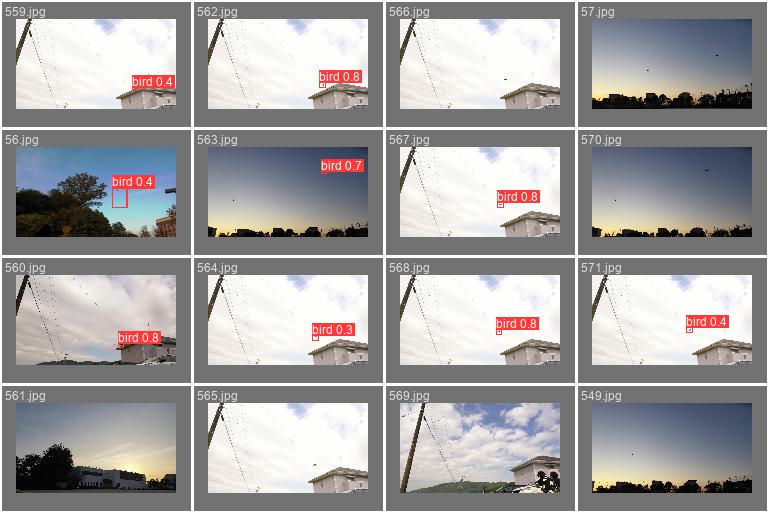 559.jpg
bird 0.4
562.jpg
bird 0.8
566.jpg
57.jpg
56.jpg
bird 0.4
563.jpg
bird 0.7
567.jpg
bird 0.8
570.jpg
560.jpg
bird 0.8
564.jpg
bird 0.3
568.jpg
bird 0.8
571.jpg
bird 0.4
561.jpg
565.jpg
569.jpg
549.jpg